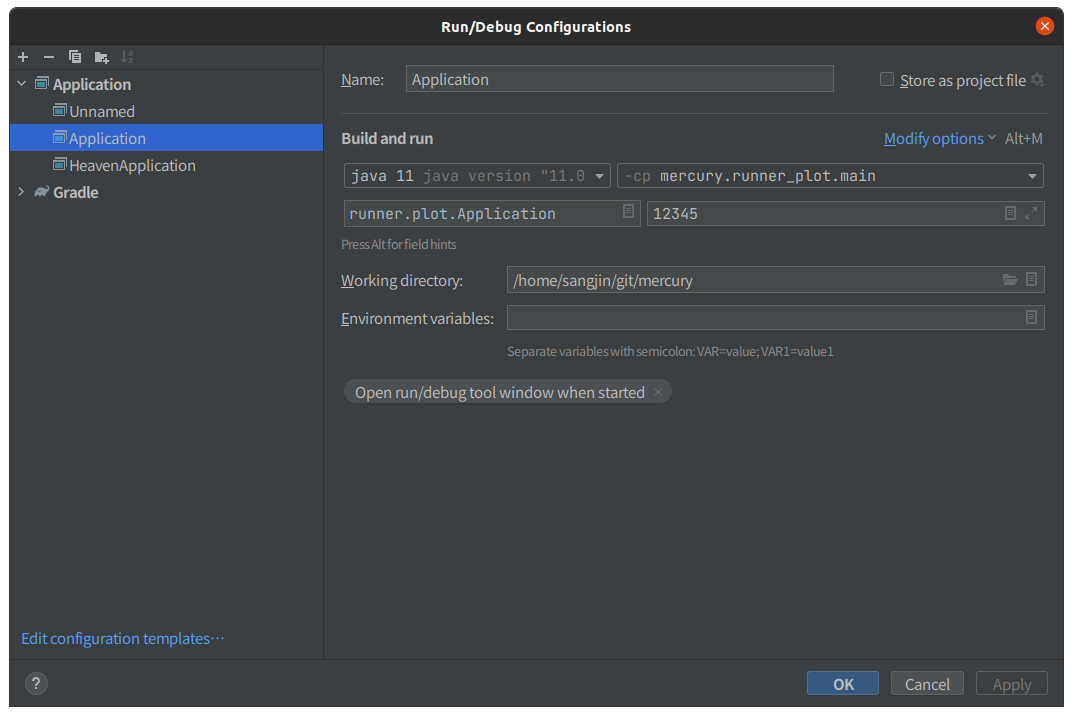 Run/Debug Configurations
Application
Unnamed
Application
HeavenApplication
Gradle
Edit configuration templates...
Name: Application Store as project file
Build and run Modify options Alt+M
java 11 java version "11.0 -cp mercury.runner_plot.main
runner.plot.Application 12345
Press Alt for field hints
Working directory: /home/sangjin/git/mercury
Environment variables:
Separate variables with semicolon: VAR=value; VAR1=value1
Open run/debug tool window when started ×
? OK Cancel Apply